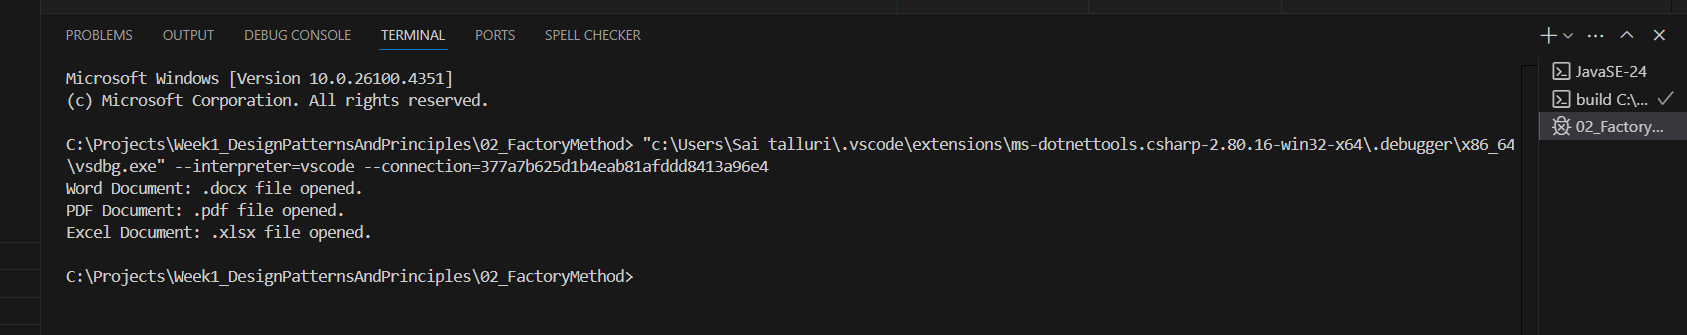 PROBLEMS OUTPUT DEBUG CONSOLE TERMINAL PORTS SPELL CHECKER
Microsoft Windows [Version 10.0.26100.4351]
(c) Microsoft Corporation. All rights reserved.
C:\Projects\Week1_DesignPatternsAndPrinciples\02_FactoryMethod> "c:\Users\Sai talluri\.vscode\extensions\ms-dotnettools.csharp-2.80.16-win32-x64\.debugger\x86_64
\vsdbg.exe" --interpreter=vscode --connection=377a7b625d1b4eab81afddd8413a96e4
Word Document: .docx file opened.
PDF Document: .pdf file opened.
Excel Document: .xlsx file opened.
C:\Projects\Week1_DesignPatternsAndPrinciples\02_FactoryMethod>
JavaSE-24
build C:\...
02_Factory...